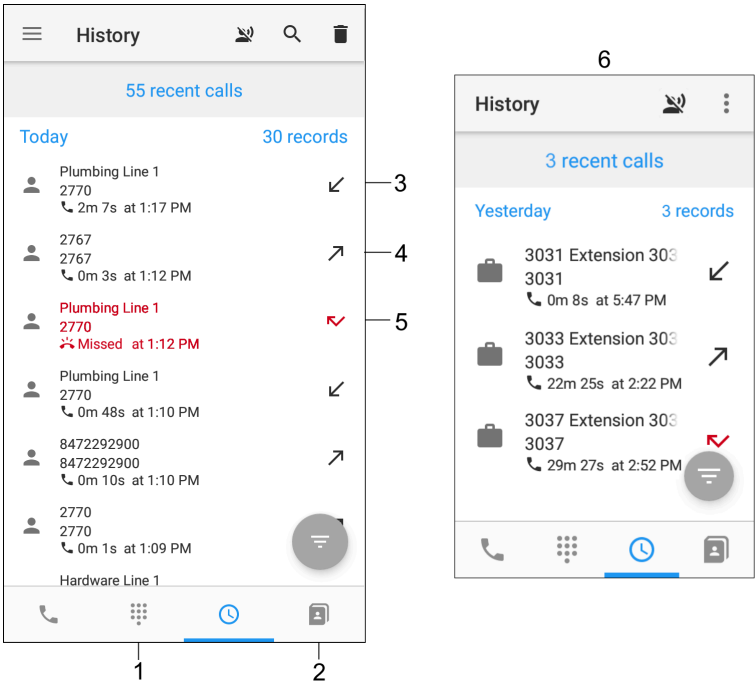 History
55 recent calls
Today 30 records
Plumbing Line 1
2770
2m 7s at 1:17 PM
3
2767
2767
0m 3s at 1:12 PM
4
Plumbing Line 1
2770
Missed at 1:12 PM
5
Plumbing Line 1
2770
0m 48s at 1:10 PM
8472292900
8472292900
0m 10s at 1:10 PM
2770
2770
0m 1s at 1:09 PM
Hardware Line 1
1
2
6
History
3 recent calls
Yesterday 3 records
3031 Extension 303
3031
0m 8s at 5:47 PM
3033 Extension 303
3033
22m 25s at 2:22 PM
3037 Extension 303
3037
29m 27s at 2:52 PM